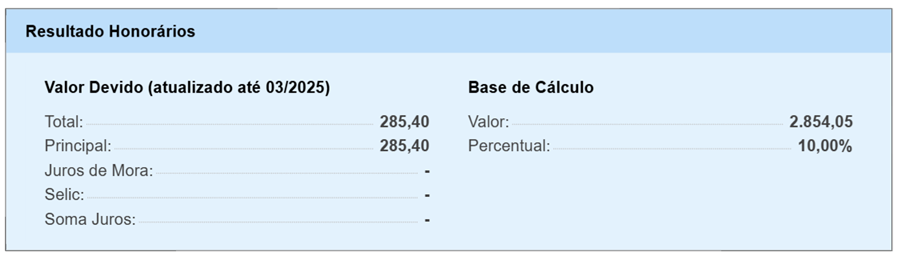 Resultado Honorários
Valor Devido (atualizado até 03/2025)
Total: 285,40
Principal: 285,40
Juros de Mora: -
Selic: -
Soma Juros: -
Base de Cálculo
Valor: 2.854,05
Percentual: 10,00%